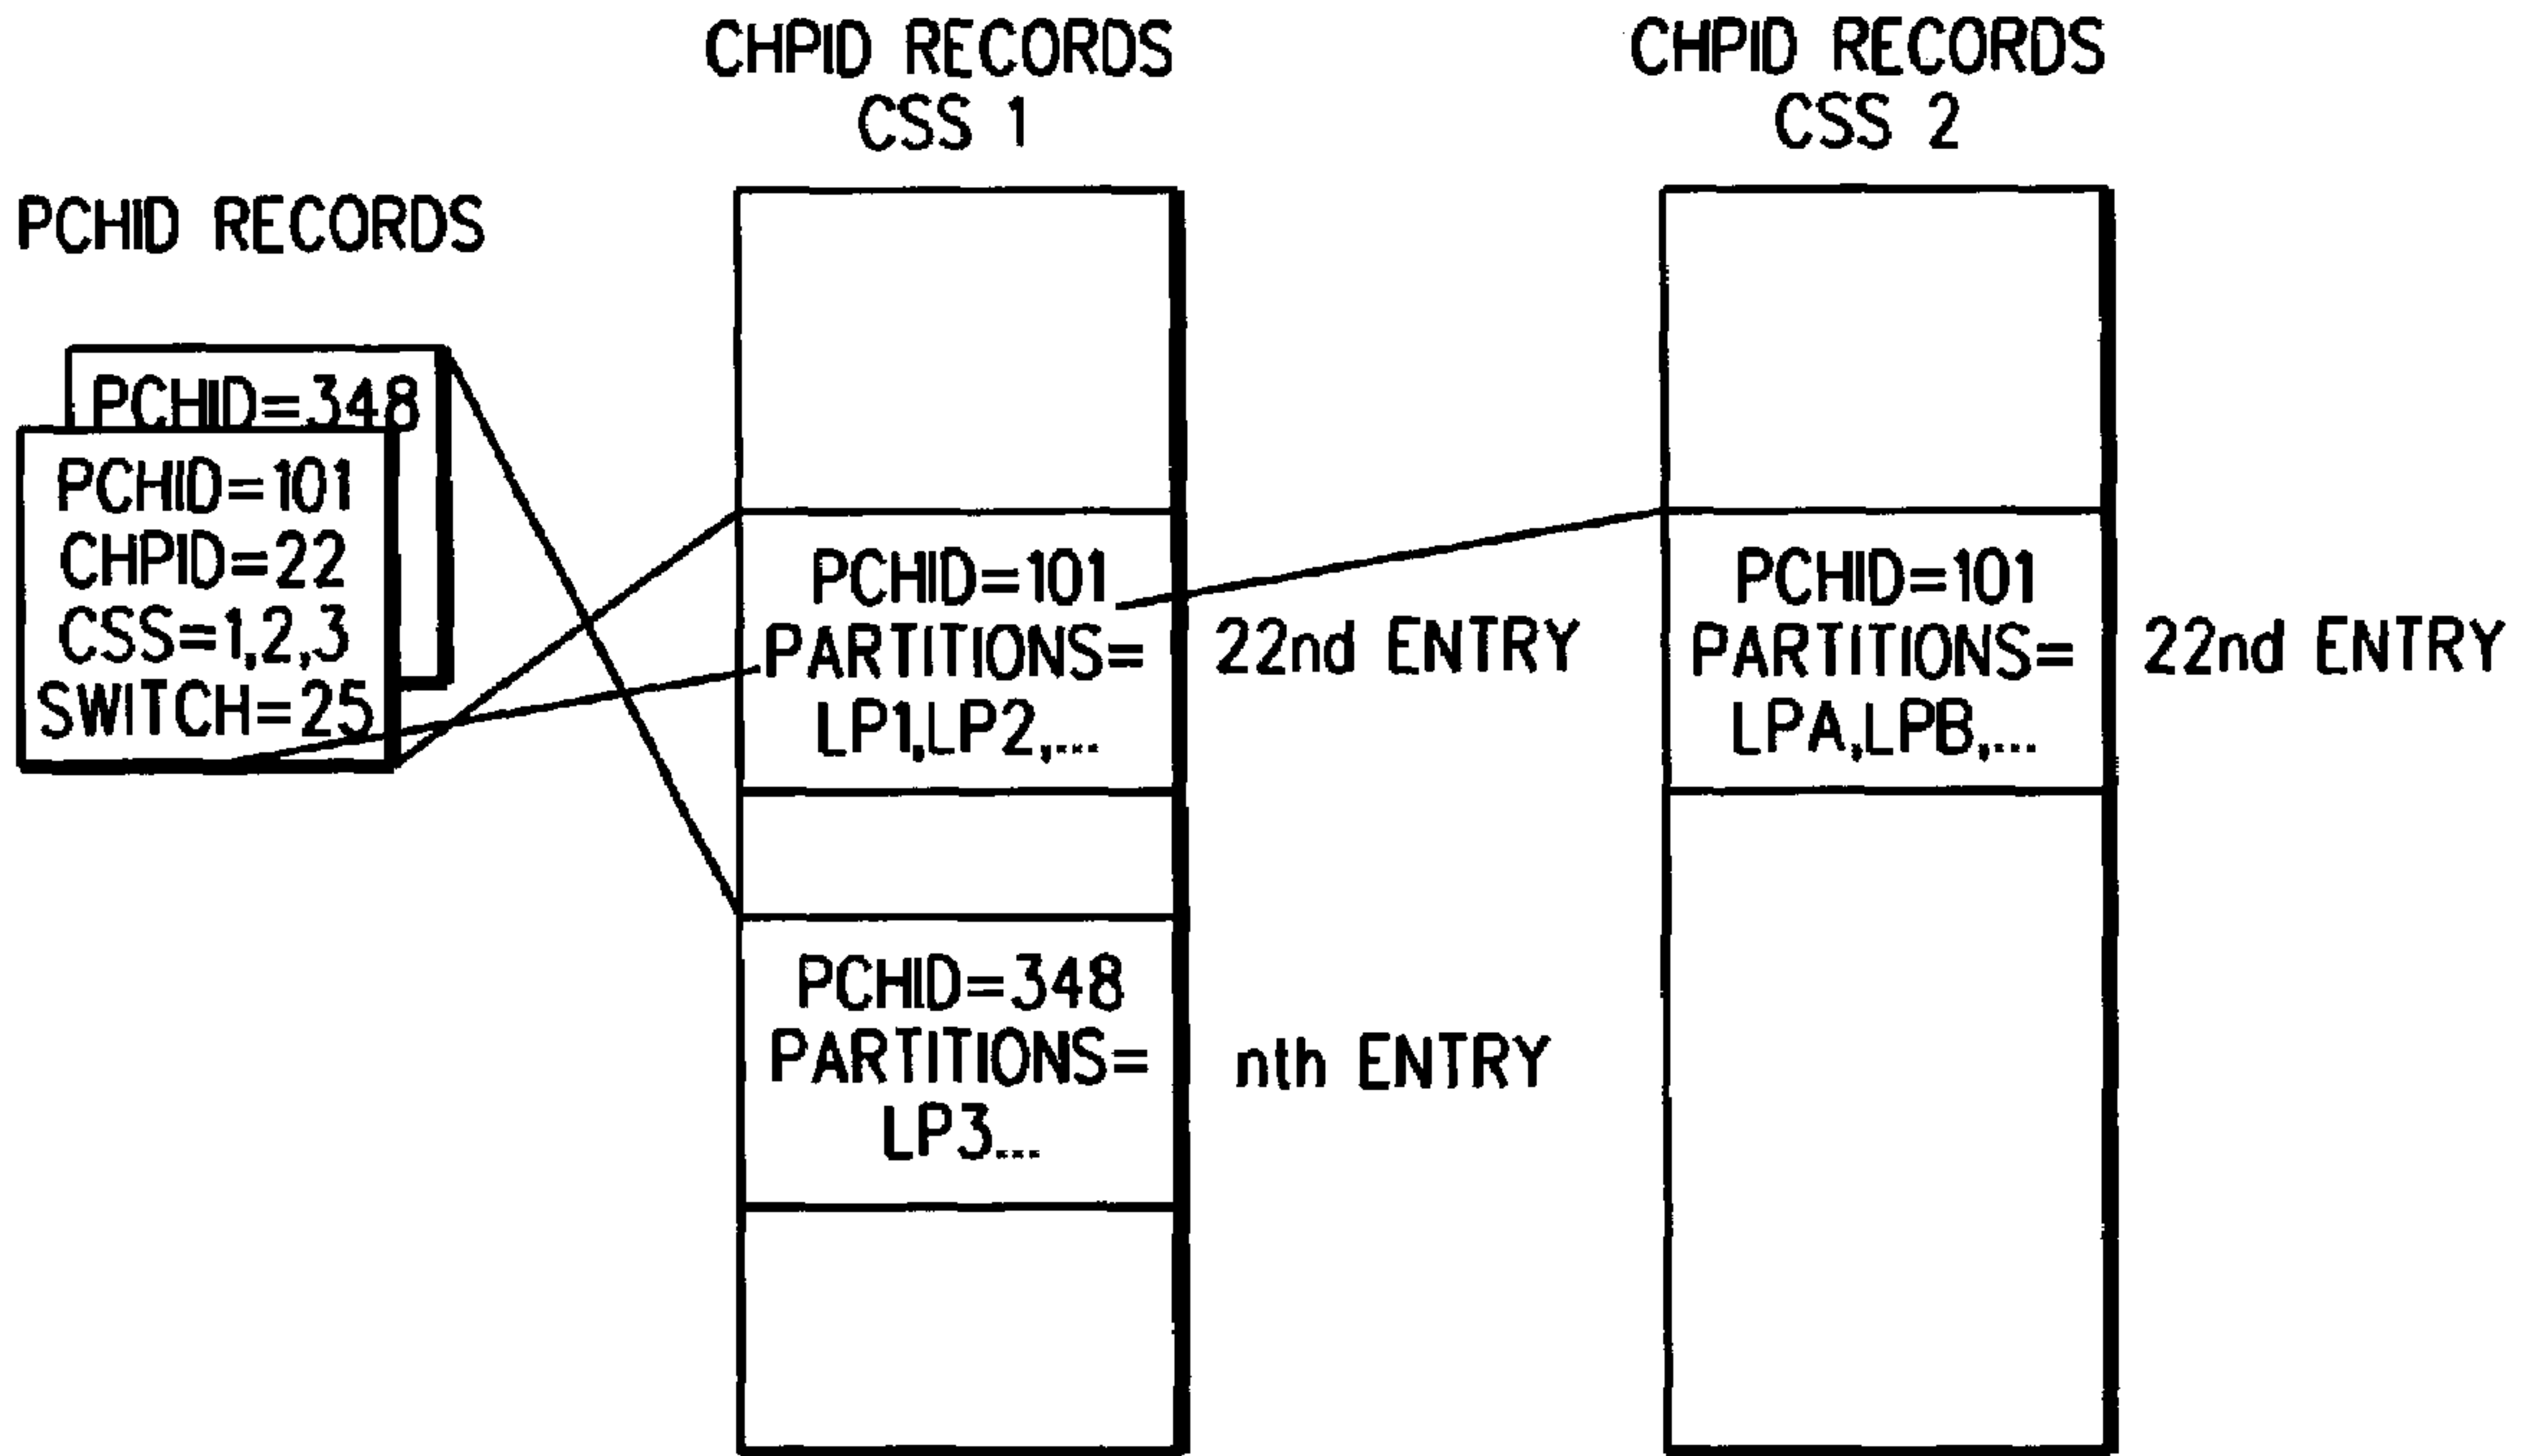 CHPID RECORDS
CSS 1
CHPID RECORDS
CSS 2
PCHID RECORDS
PCHID=348
PCHID=101
CHPID=22
CSS=1,2,3
SWITCH=25
PCHID=101
PARTITIONS=
LP1,LP2,...
22nd ENTRY
PCHID=348
PARTITIONS=
LP3...
nth ENTRY
PCHID=101
PARTITIONS=
LPA,LPB,...
22nd ENTRY